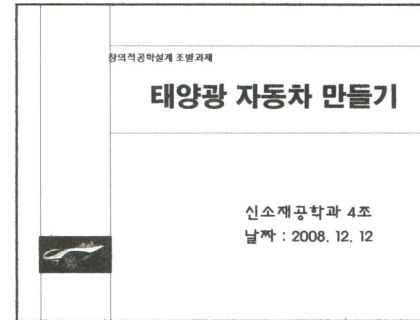 창의적공학설계 조별과제
태양광 자동차 만들기
신소재공학과 4조
날짜 : 2008. 12. 12